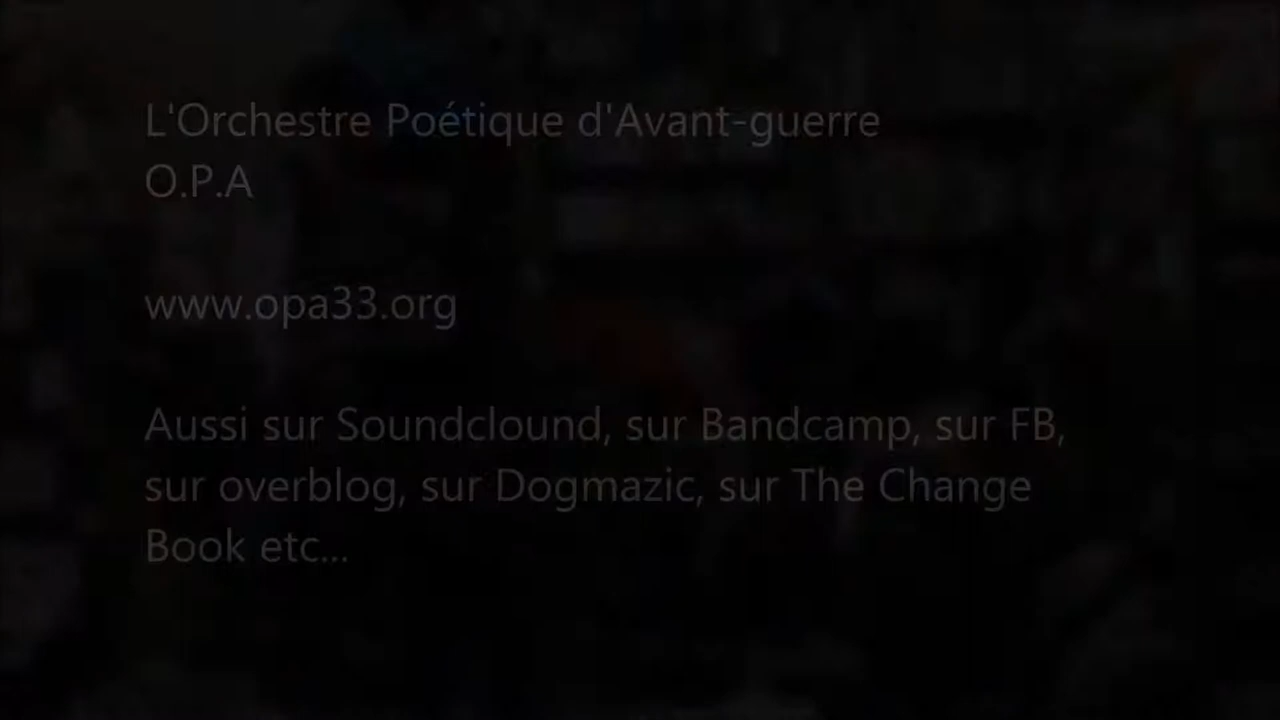 L'Orchestre Poétique d'Avant-guerre
O.P.A
www.opa33.org
Aussi sur Soundclound, sur Bandcamp, sur FB,
sur overblog, sur Dogmazic, sur The Change
Book etc...